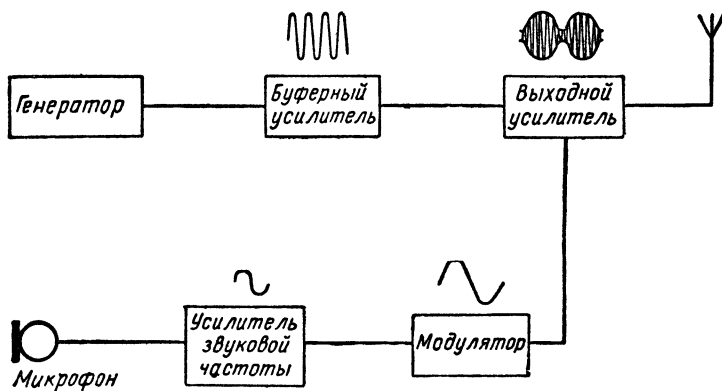 Генератор
Буферный
усилитель
Выходной
усилитель
Усилитель
звуковой
частоты
Модулятор
Микрофон